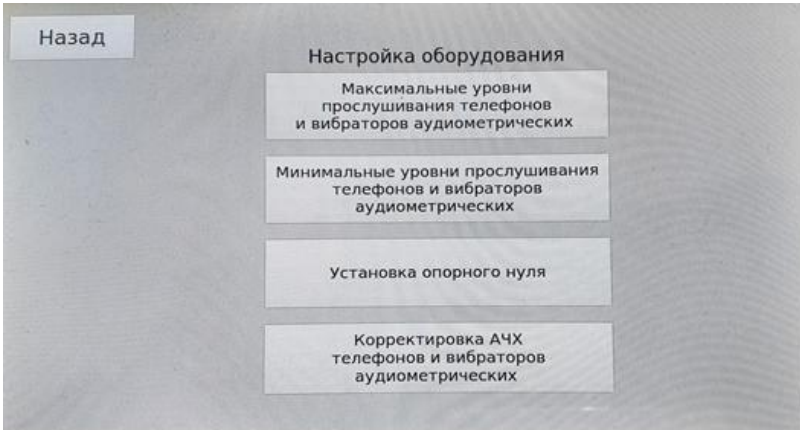 Назад
Настройка оборудования
Максимальные уровни
прослушивания телефонов
и вибраторов аудиометрических
Минимальные уровни прослушивания
телефонов и вибраторов
аудиометрических
Установка опорного нуля
Корректировка АЧХ
телефонов и вибраторов
аудиометрических